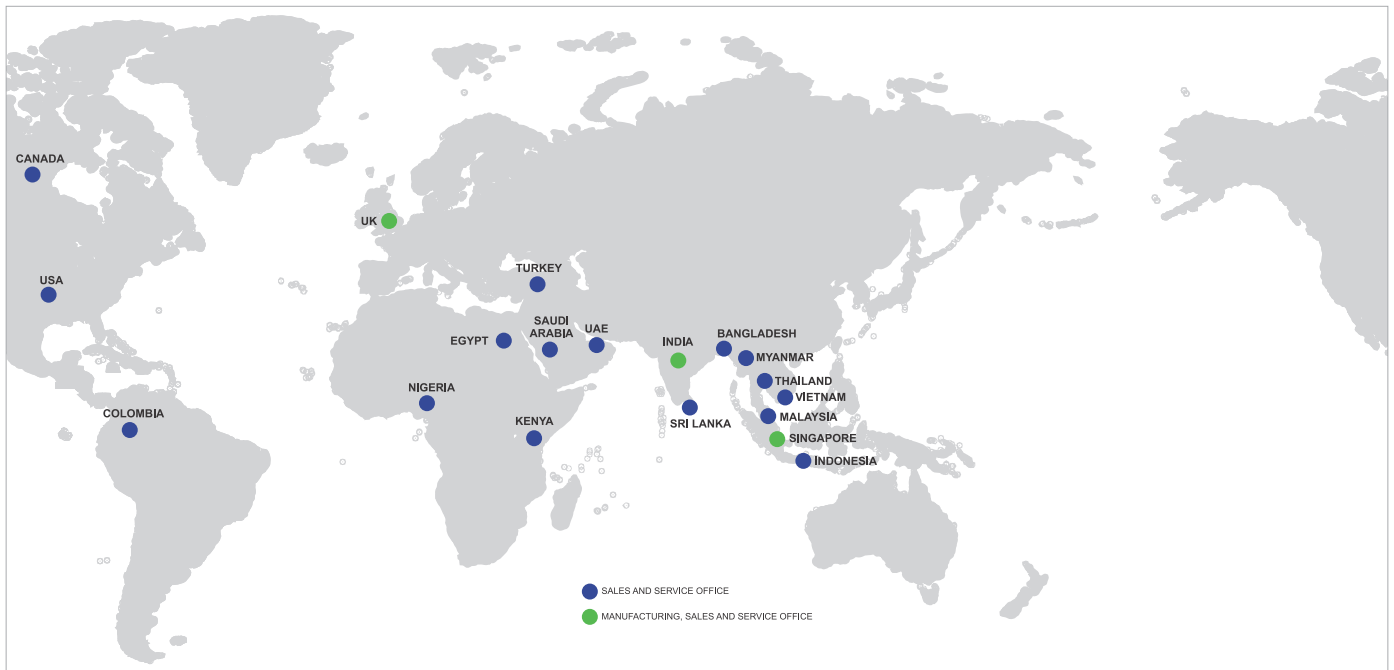 CANADA
UK
TURKEY
USA
SAUDI
ARABIA
UAE
EGYPT
INDIA
BANGLADESH
MYANMAR
THAILAND
NIGERIA
VIETNAM
COLOMBIA
KENYA
SRI LANKA
MALAYSIA
SINGAPORE
INDONESIA
SALES AND SERVICE OFFICE
MANUFACTURING, SALES AND SERVICE OFFICE